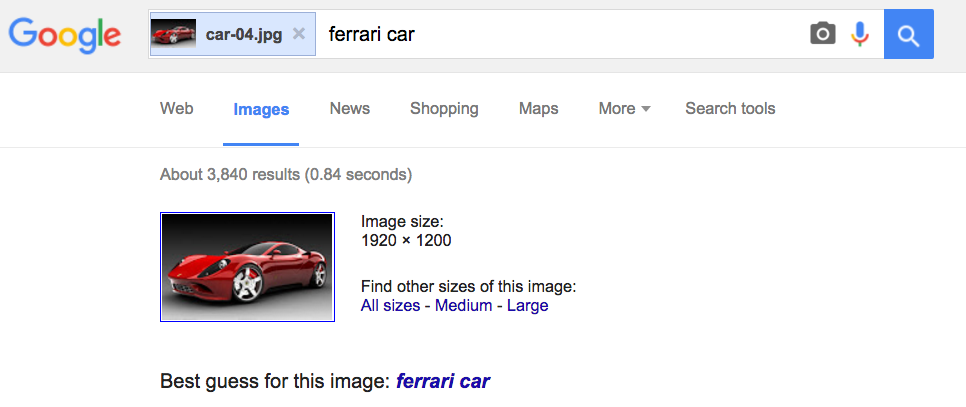 Google car-04.jpg × ferrari car
Web Images News Shopping Maps More Search tools
About 3,840 results (0.84 seconds)
Image size:
1920 × 1200
Find other sizes of this image:
All sizes - Medium - Large
Best guess for this image: ferrari car